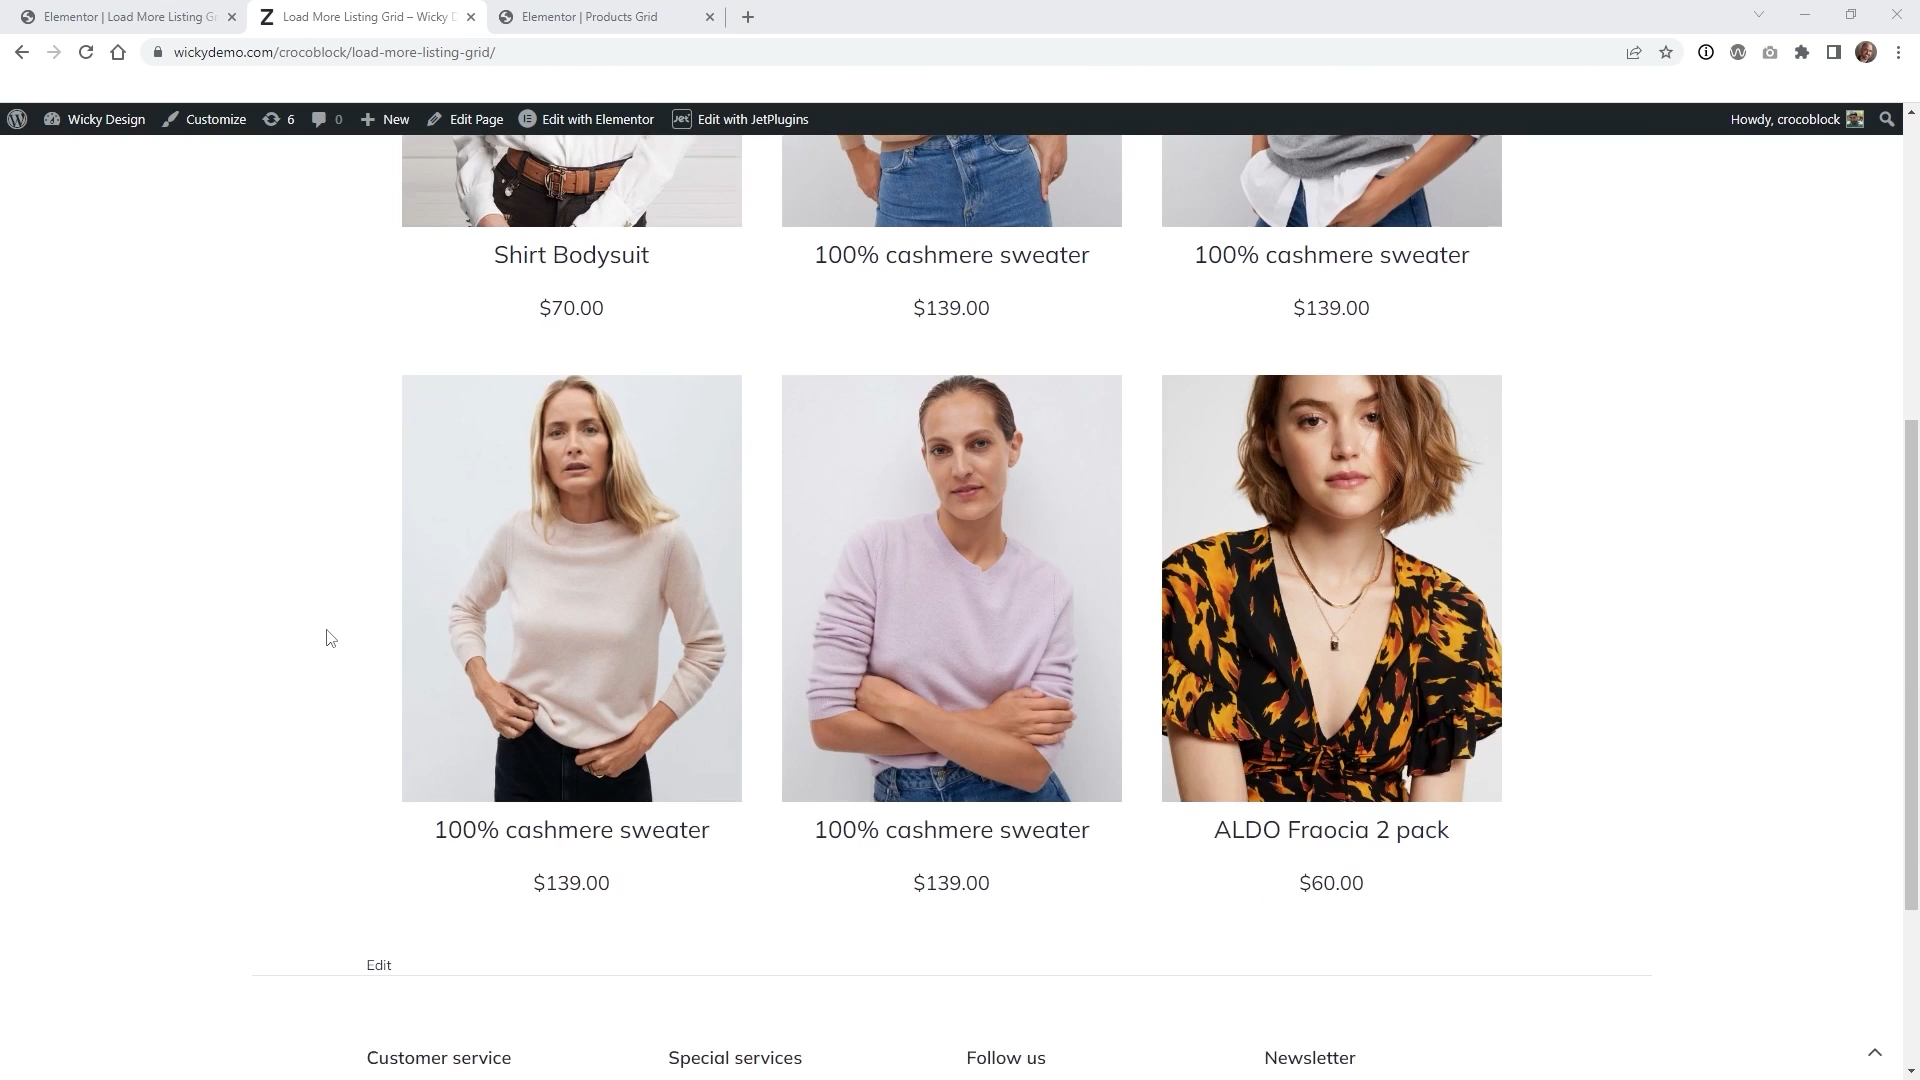 Elementor | Load More Listing Gr
Load More Listing Grid – Wicky D
Elementor | Products Grid
wickydemo.com/crocoblock/load-more-listing-grid/
Wicky Design
Customize
6
0
New
Edit Page
Edit with Elementor
Jet
Edit with JetPlugins
Howdy, crocoblock
Shirt Bodysuit
100% cashmere sweater
100% cashmere sweater
$70.00
$139.00
$139.00
100% cashmere sweater
100% cashmere sweater
ALDO Fraocia 2 pack
$139.00
$139.00
$60.00
Edit
Customer service
Special services
Follow us
Newsletter